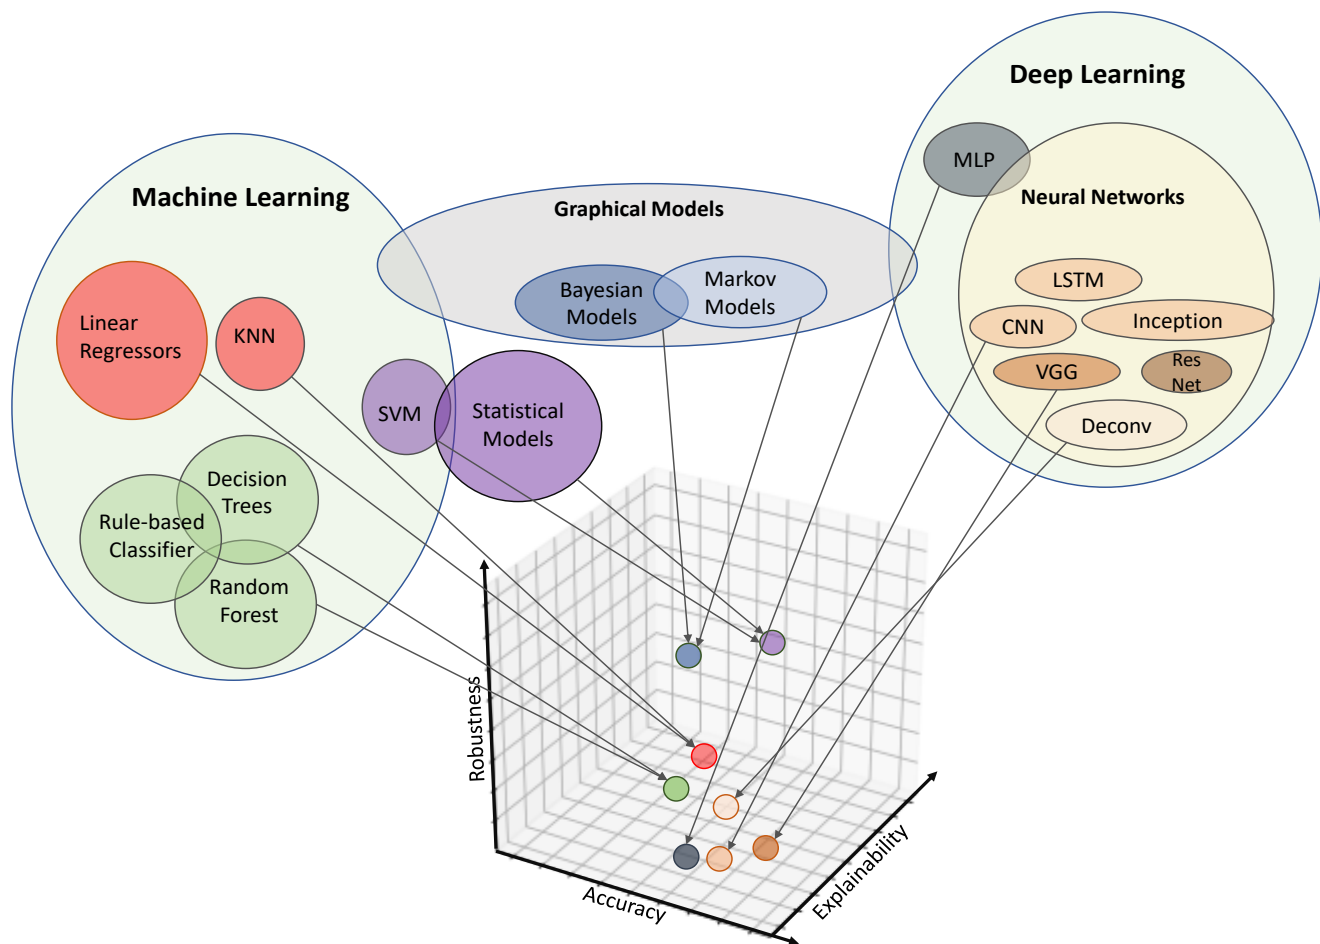 Deep Learning
MLP
Neural Networks
LSTM
CNN
Inception
VGG
Res
Net
Deconv
Machine Learning
Linear
Regressors
KNN
SVM
Statistical
Models
Decision
Trees
Rule-based
Classifier
Random
Forest
Graphical Models
Bayesian
Models
Markov
Models
Robustness
Accuracy
Explainability